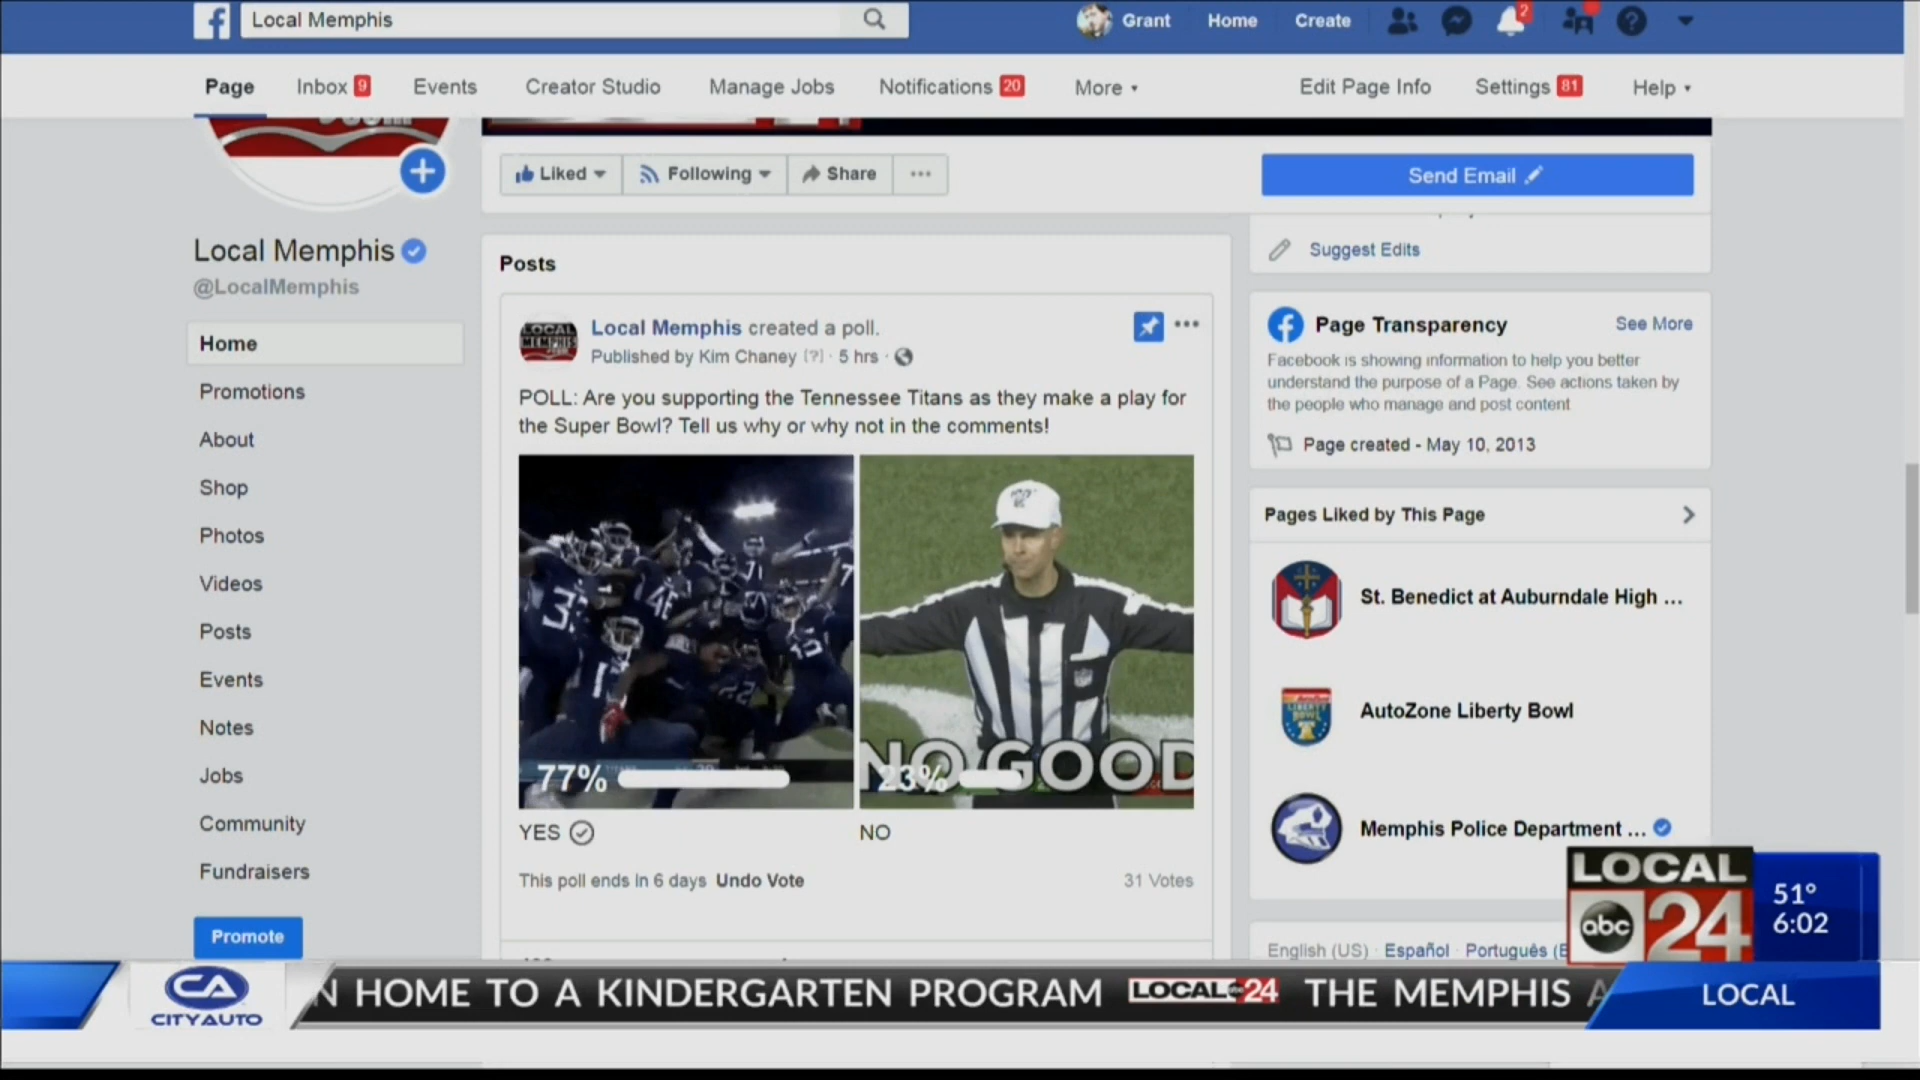 Local Memphis
Grant
Home
Create
2
Page
Inbox 9
Events
Creator Studio
Manage Jobs
Notifications 20
More
Edit Page Info
Settings 81
Help
Liked
Following
Share
Send Email
Local Memphis
@LocalMemphis
Home
Promotions
About
Shop
Photos
Videos
Posts
Events
Notes
Jobs
Community
Fundraisers
Promote
Posts
LOCAL
MEMPHIS
Local Memphis created a poll.
Published by Kim Chaney [?] · 5 hrs ·
POLL: Are you supporting the Tennessee Titans as they make a play for
the Super Bowl? Tell us why or why not in the comments!
NO GOOD
77%
23%
YES
NO
This poll ends in 6 days Undo Vote
31 Votes
Suggest Edits
Page Transparency
See More
Facebook is showing information to help you better
understand the purpose of a Page. See actions taken by
the people who manage and post content
Page created - May 10, 2013
Pages Liked by This Page
St. Benedict at Auburndale High ...
LIBERTY
BOWL
AutoZone Liberty Bowl
Memphis Police Department ...
English (US) · Español · Português
LOCAL
abc 24
51°
6:02
CA
CITY AUTO
N HOME TO A KINDERGARTEN PROGRAM LOCAL abc 24 THE MEMPHIS
LOCAL